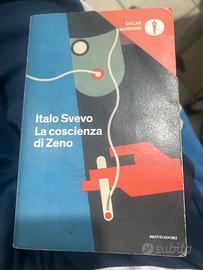 OSCAR
MODERNI
Italo Svevo
La coscienza
di Zeno
MONDADORI
subito